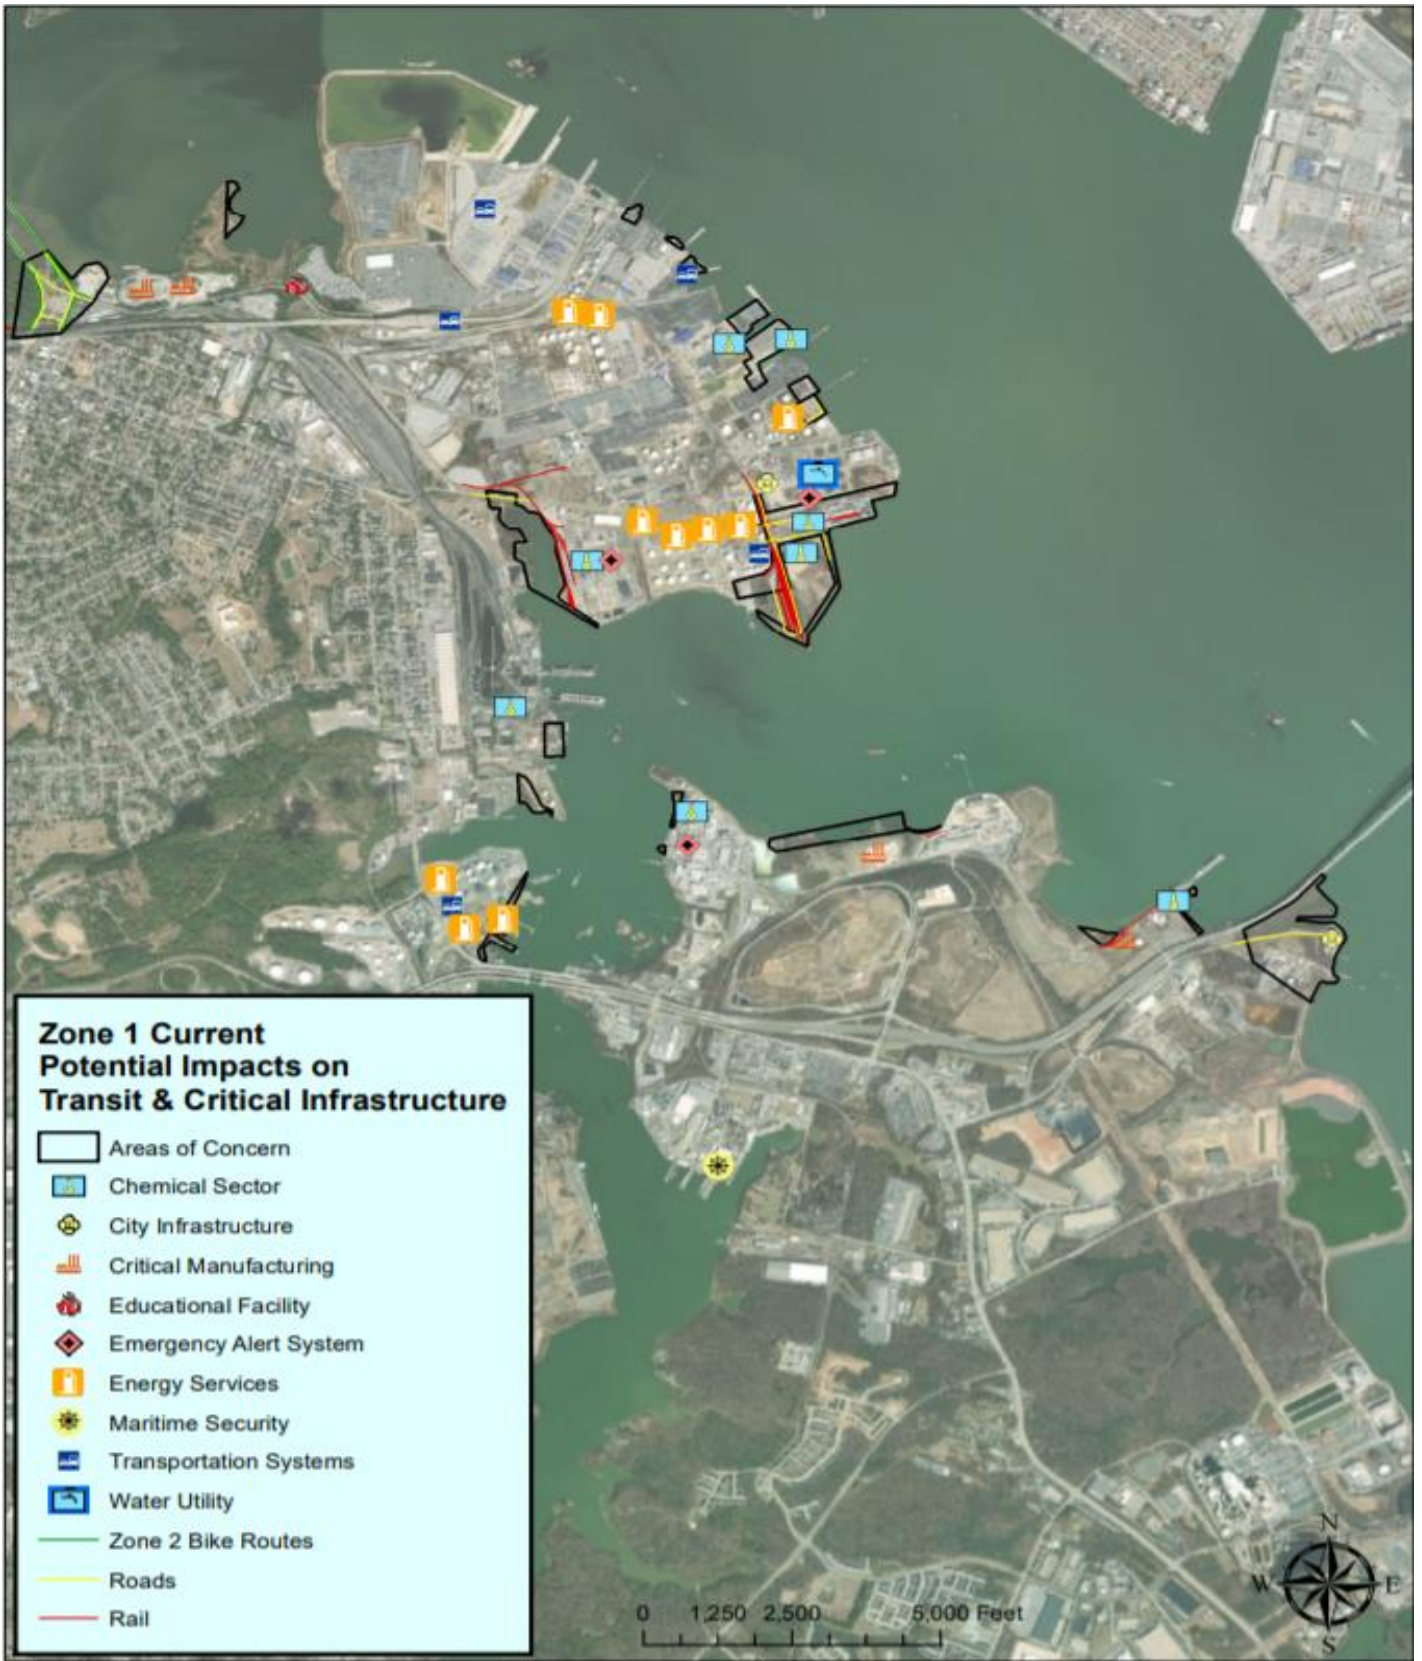 Zone 1 Current
Potential Impacts on
Transit & Critical Infrastructure
Areas of Concern
Chemical Sector
City Infrastructure
Critical Manufacturing
Educational Facility
Emergency Alert System
Energy Services
Maritime Security
Transportation Systems
Water Utility
Zone 2 Bike Routes
Roads
Rail
0 1,250 2,500 5,000 Feet
N
W E
S